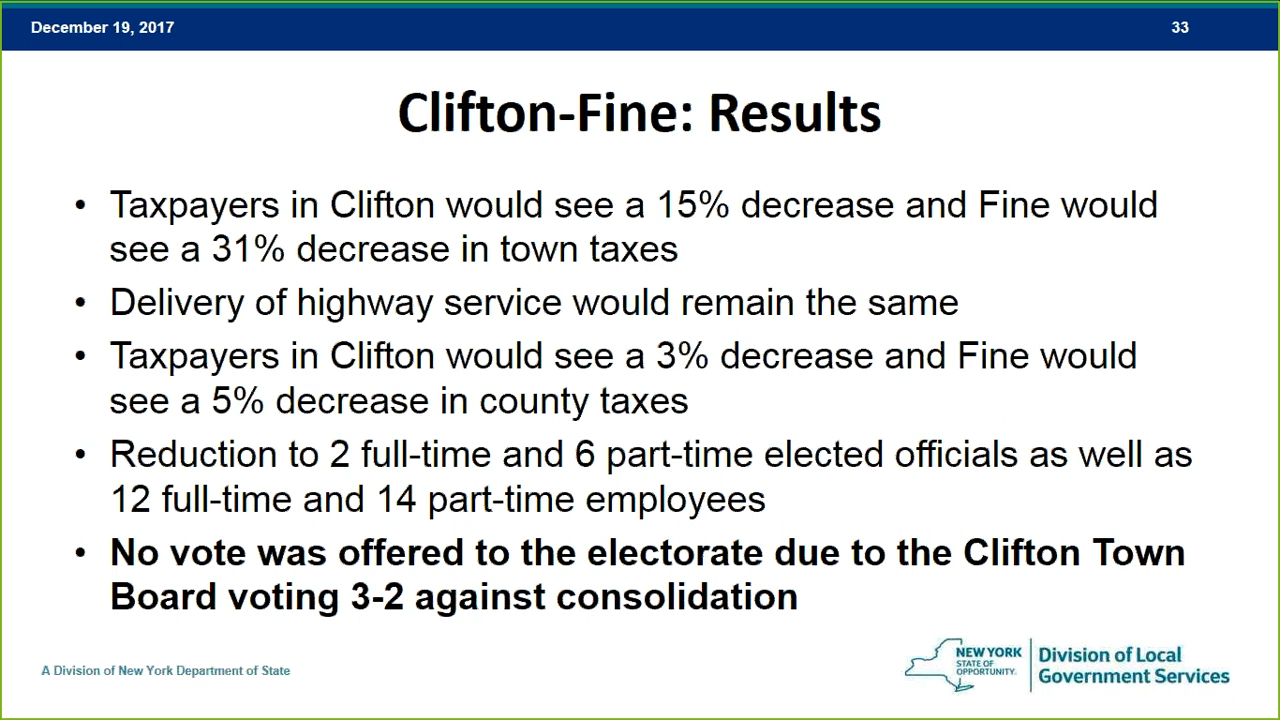 December 19, 2017
33
Clifton-Fine: Results
• Taxpayers in Clifton would see a 15% decrease and Fine would
see a 31% decrease in town taxes
• Delivery of highway service would remain the same
• Taxpayers in Clifton would see a 3% decrease and Fine would
see a 5% decrease in county taxes
• Reduction to 2 full-time and 6 part-time elected officials as well as
12 full-time and 14 part-time employees
• No vote was offered to the electorate due to the Clifton Town
Board voting 3-2 against consolidation
A Division of New York Department of State
NEW YORK
STATE OF
OPPORTUNITY.
Division of Local
Government Services